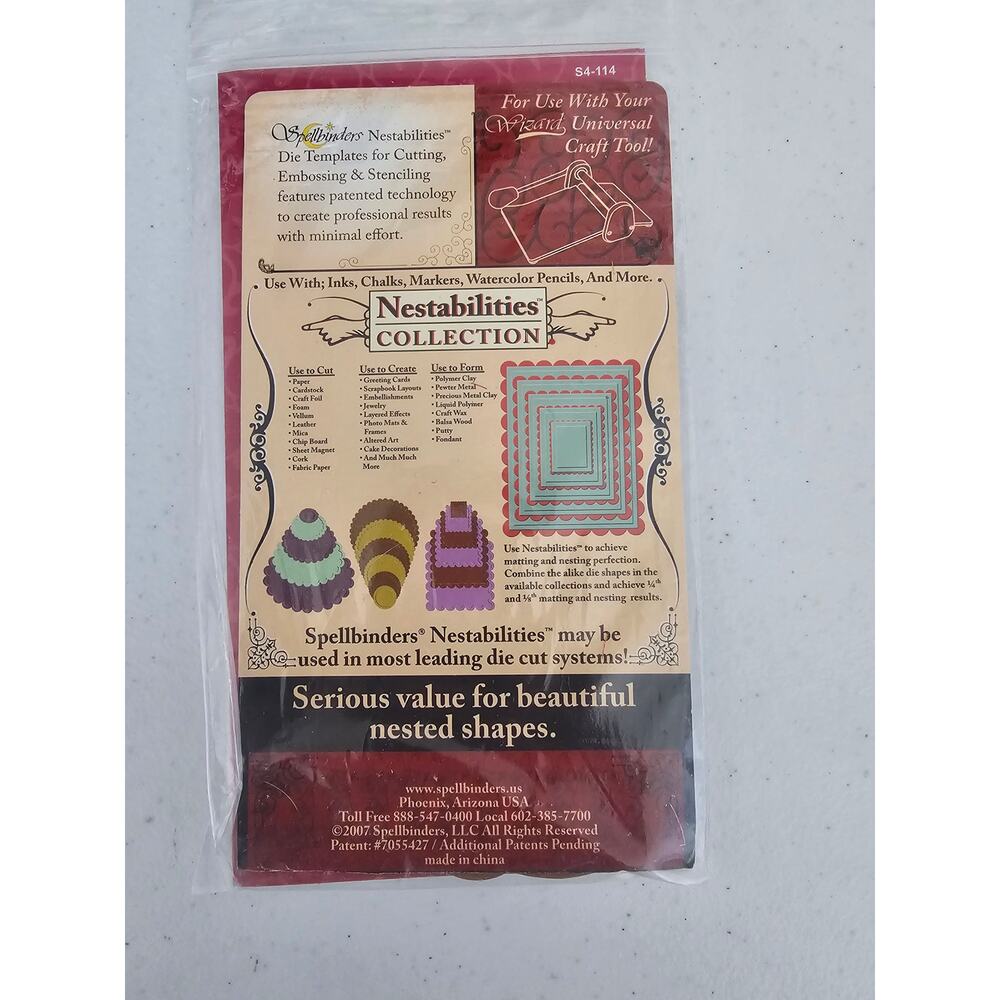 S4-114
Spellbinders Nestabilities™
Die Templates for Cutting,
Embossing & Stenciling
features patented technology
to create professional results
with minimal effort.
For Use With Your
Wizard Universal
Craft Tool!
Use With; Inks, Chalks, Markers, Watercolor Pencils, And More.
Nestabilities™
COLLECTION
Use to Cut
• Paper
• Cardstock
• Craft Foil
• Foam
• Vellum
• Leather
• Mica
• Chip Board
• Sheet Magnet
• Cork
• Fabric Paper
Use to Create
• Greeting Cards
• Scrapbook Layouts
• Embellishments
• Jewelry
• Layered Effects
• Photo Mats &
Frames
• Altered Art
• Cake Decorations
• And Much Much
More
Use to Form
• Polymer Clay
• Pewter Metal
• Precious Metal Clay
• Liquid Polymer
• Craft Wax
• Balsa Wood
• Putty
• Fondant
Use Nestabilities™ to achieve
matting and nesting perfection.
Combine the alike die shapes in the
available collections and achieve ¼th
and ⅛th matting and nesting results.
Spellbinders® Nestabilities™ may be
used in most leading die cut systems!
Serious value for beautiful
nested shapes.
www.spellbinders.us
Phoenix, Arizona USA
Toll Free 888-547-0400 Local 602-385-7700
©2007 Spellbinders, LLC All Rights Reserved
Patent: #7055427 / Additional Patents Pending
made in china